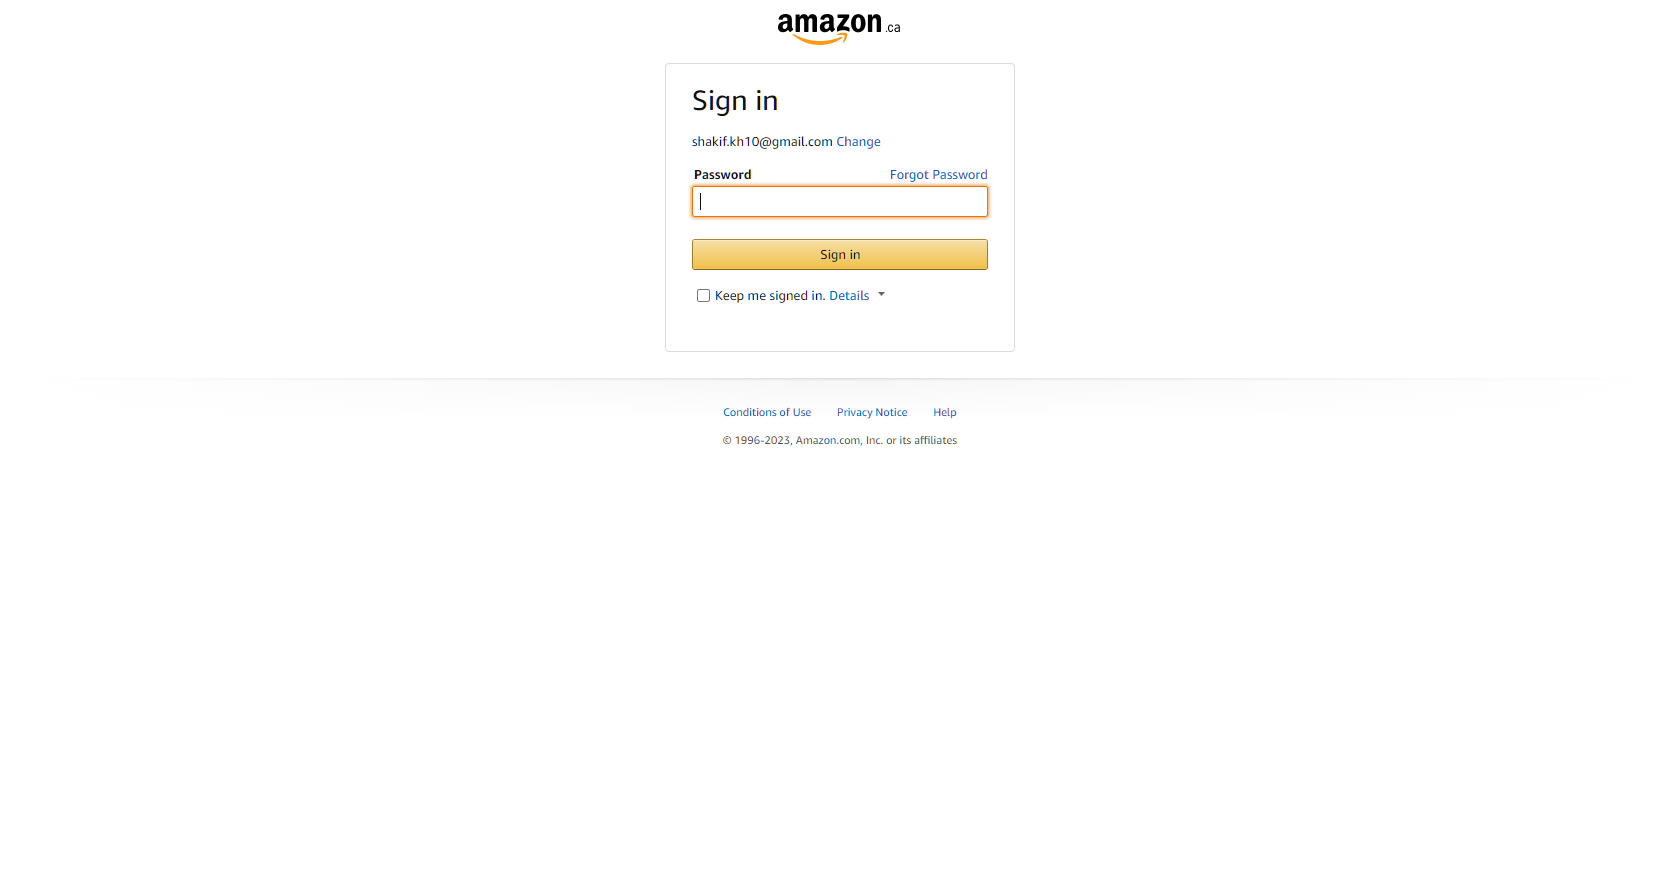 amazon.ca
Sign in
shakif.kh10@gmail.com Change
Password Forgot Password
Sign in
Keep me signed in. Details
Conditions of Use Privacy Notice Help
© 1996-2023, Amazon.com, Inc. or its affiliates